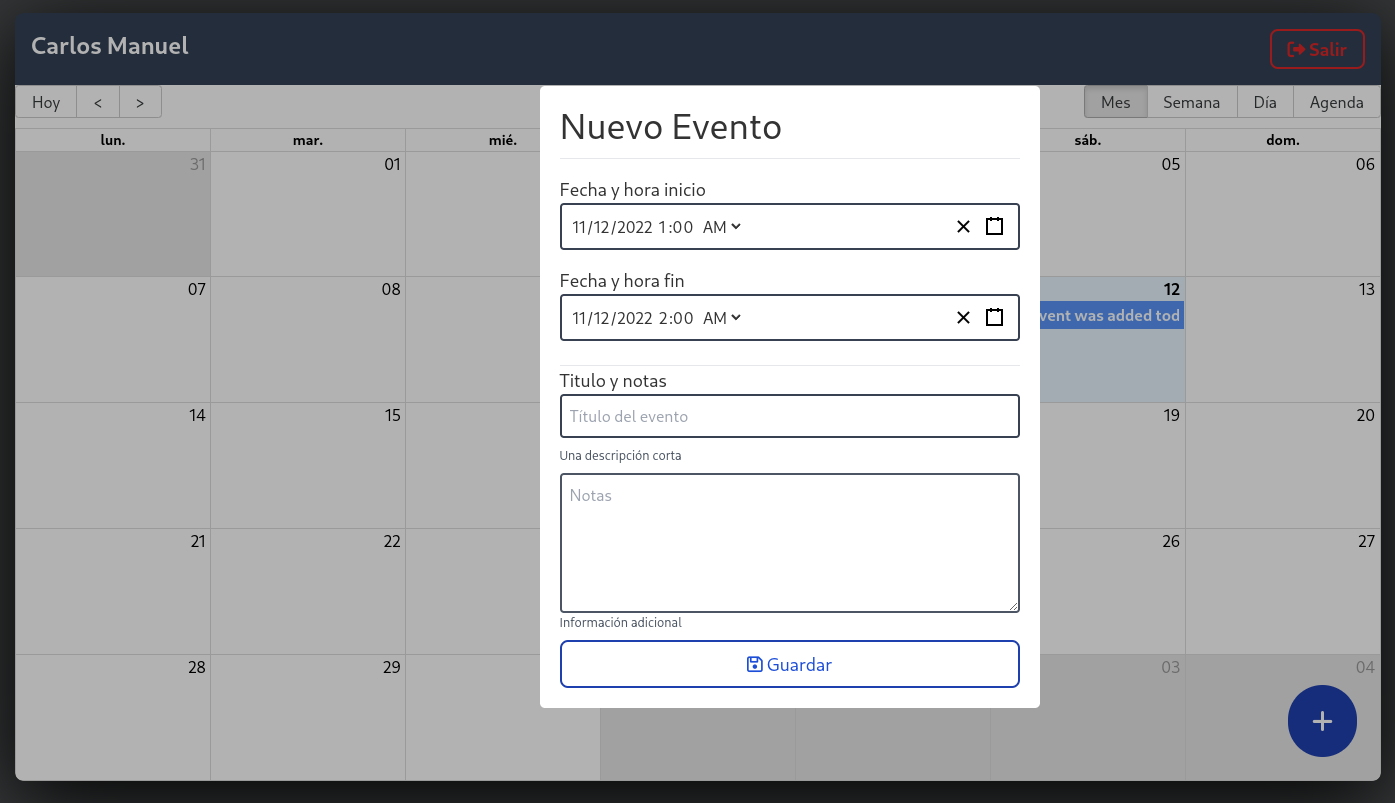 Carlos Manuel
Salir
Hoy < >
Mes Semana Día Agenda
lun. mar. mié. sáb. dom.
31 01 05 06
07 08 12 13
vent was added tod
14 15 19 20
21 22 26 27
28 29 03 04
Nuevo Evento
Fecha y hora inicio
11/12/2022 1:00 AM
Fecha y hora fin
11/12/2022 2:00 AM
Titulo y notas
Título del evento
Una descripción corta
Notas
Información adicional
Guardar
+